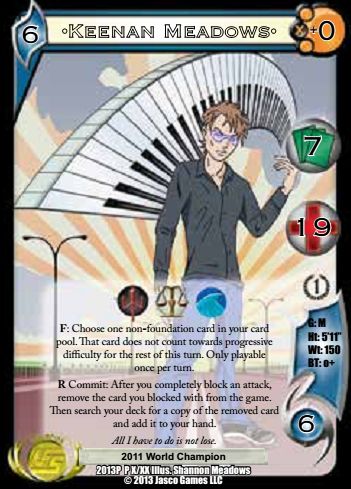 6
•KEENAN MEADOWS•
+0
7
19
1
G: M
Ht: 5'11"
Wt: 150
BT: o+
6
F: Choose one non-foundation card in your card
pool. That card does not count towards progressive
difficulty for the rest of this turn. Only playable
once per turn.
R Commit: After you completely block an attack,
remove the card you blocked with from the game.
Then search your deck for a copy of the removed card
and add it to your hand.
All I have to do is not lose.
2011 World Champion
2013P P X/XX Illus. Shannon Meadows
© 2013 Jasco Games LLC